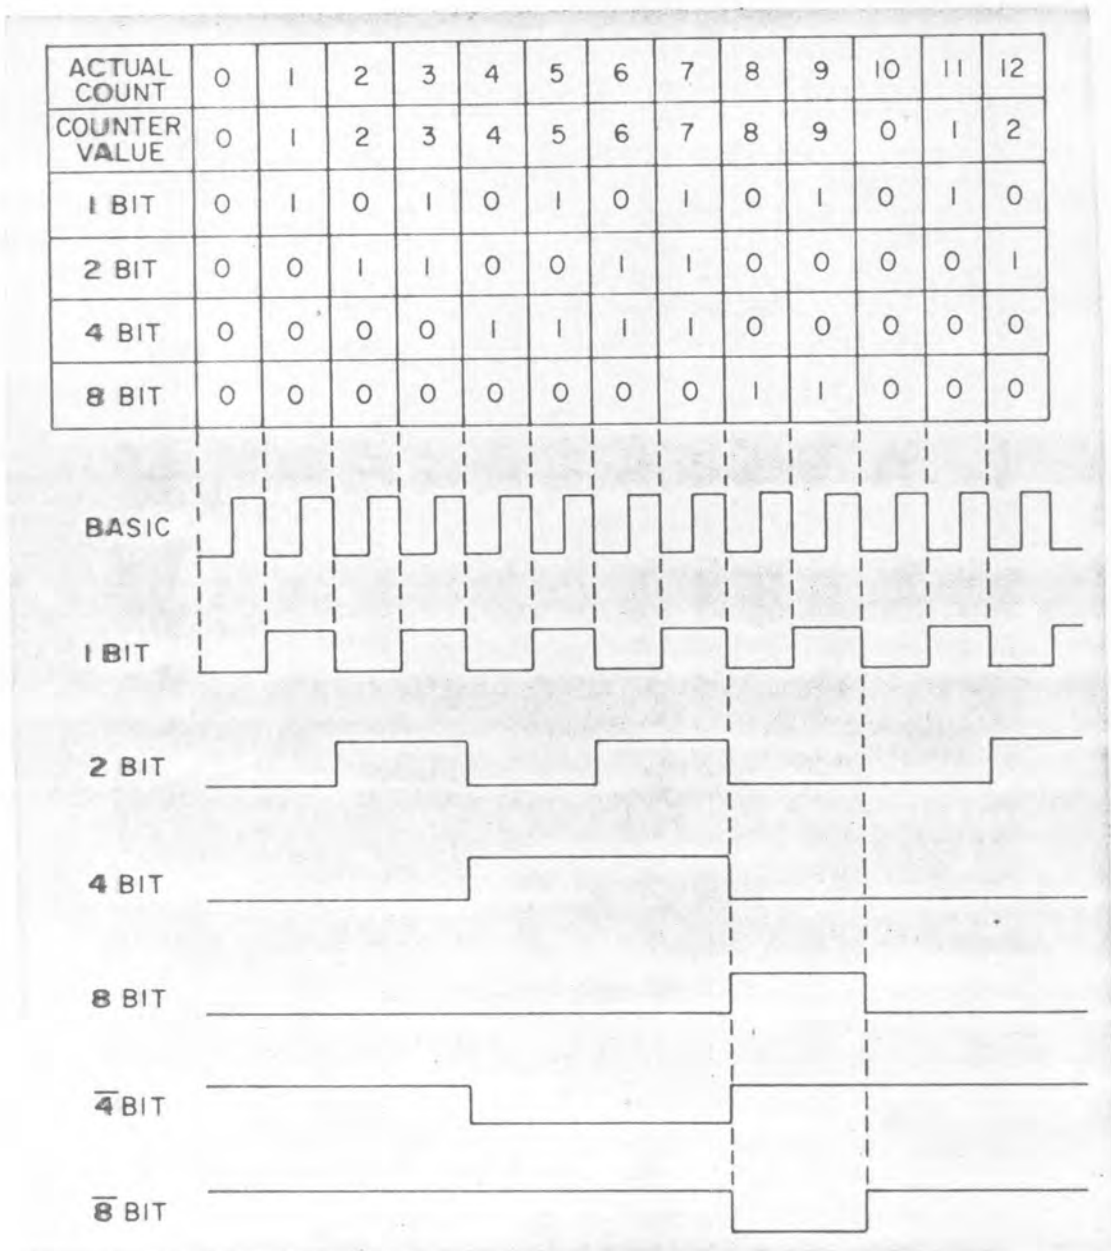 ACTUAL COUNT 0 1 2 3 4 5 6 7 8 9 10 11 12
COUNTER VALUE 0 1 2 3 4 5 6 7 8 9 0 1 2
1 BIT 0 1 0 1 0 1 0 1 0 1 0 1 0
2 BIT 0 0 1 1 0 0 1 1 0 0 0 0 1
4 BIT 0 0 0 0 1 1 1 1 0 0 0 0 0
8 BIT 0 0 0 0 0 0 0 0 1 1 0 0 0
BASIC
1 BIT
2 BIT
4 BIT
8 BIT
4̅ BIT
8̅ BIT